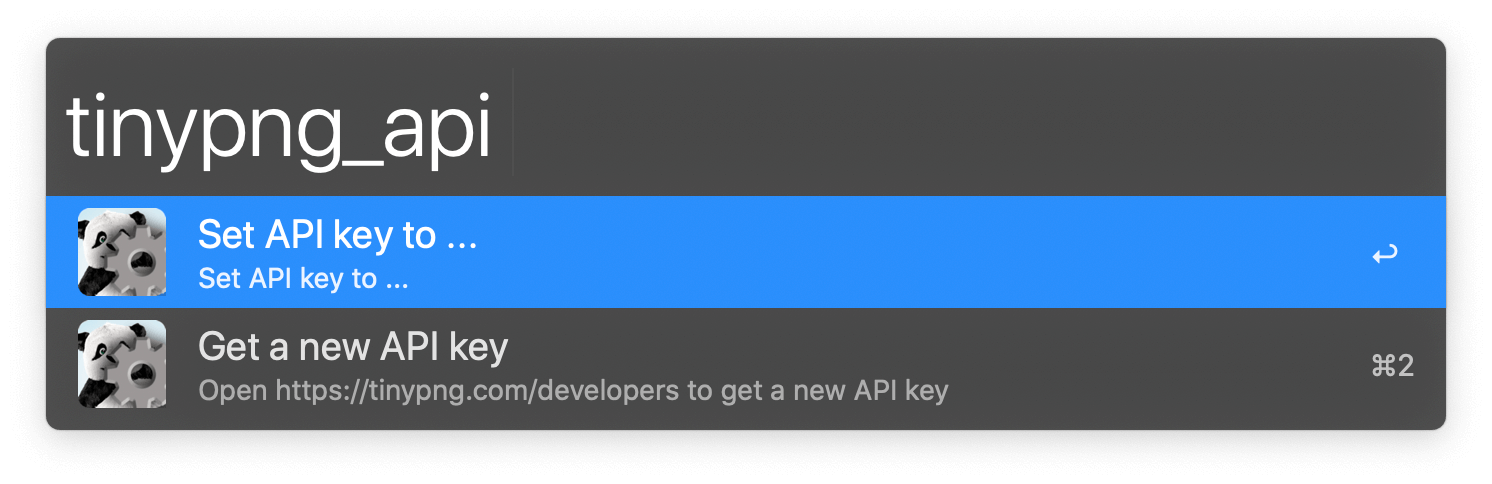 tinypng_api
Set API key to ...
Set API key to ...
↩
Get a new API key
Open https://tinypng.com/developers to get a new API key
⌘2